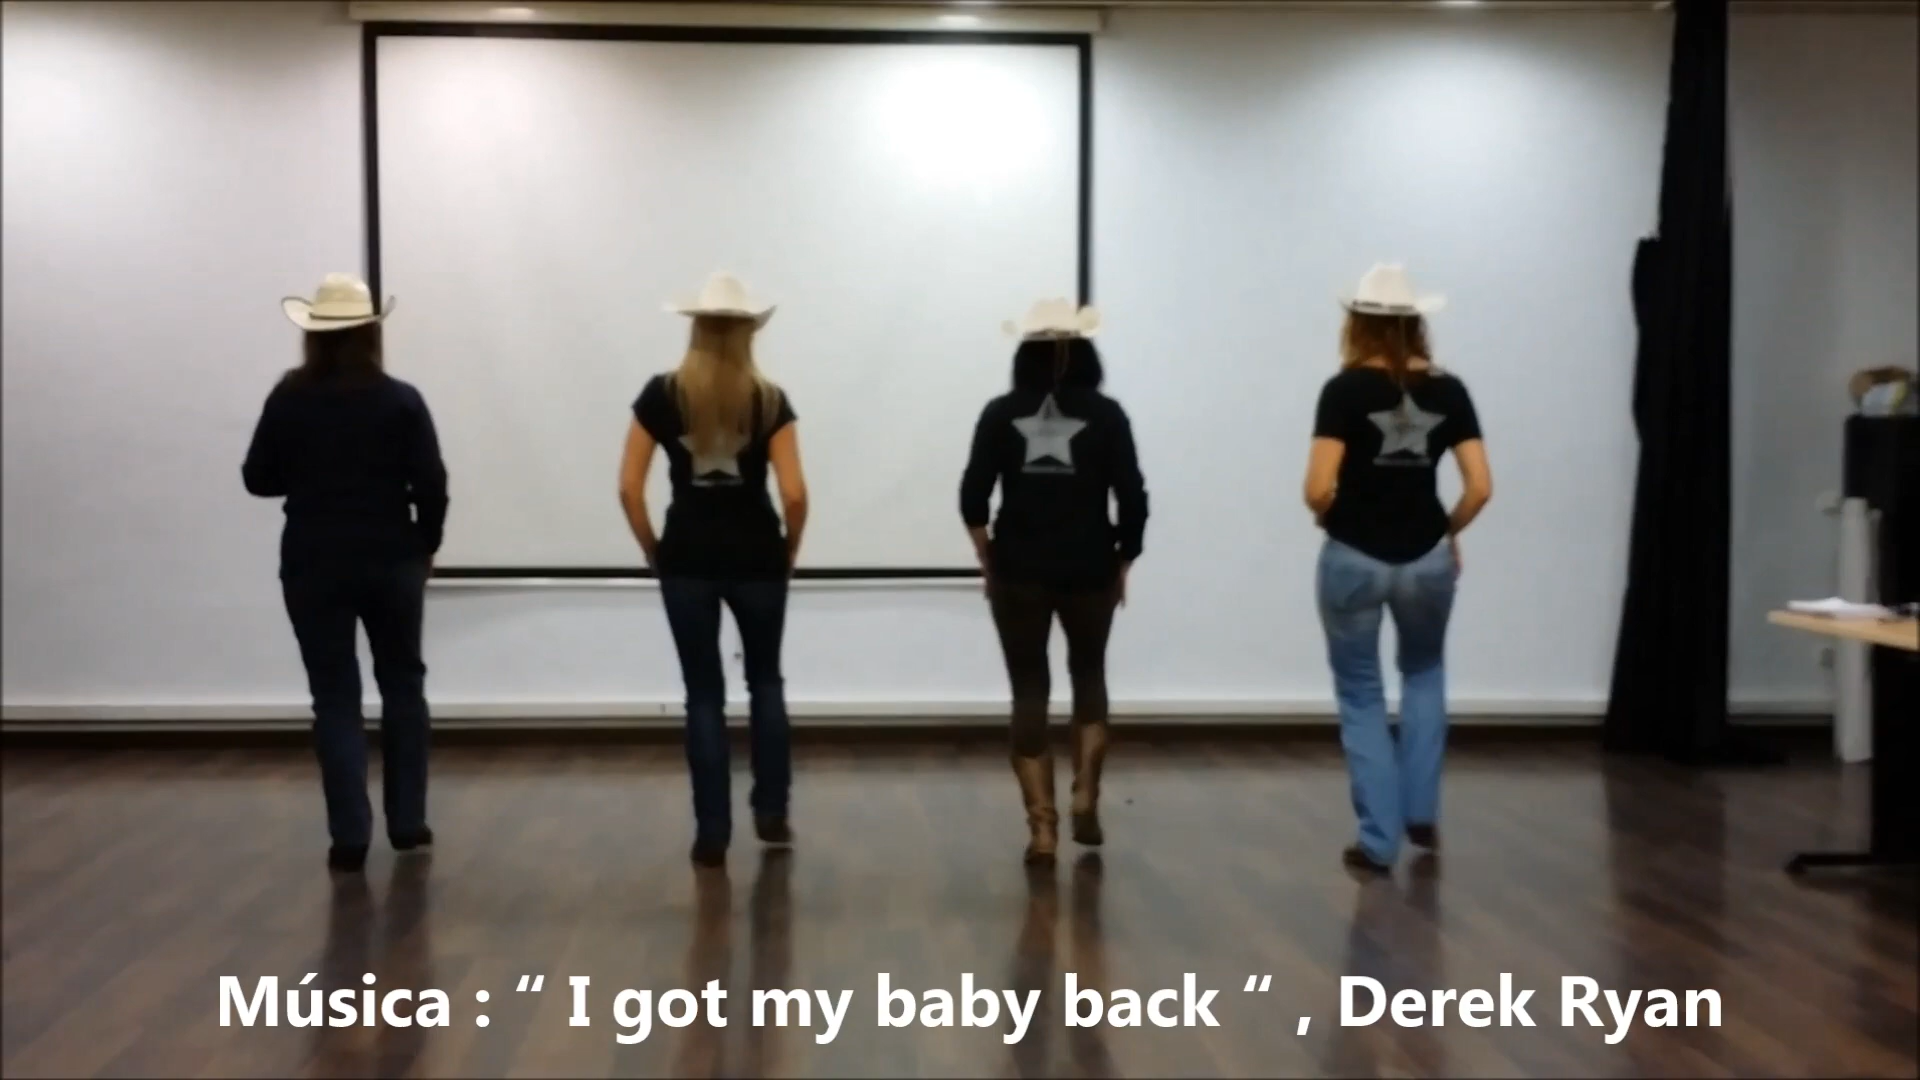 Música : “ I got my baby back “ , Derek Ryan